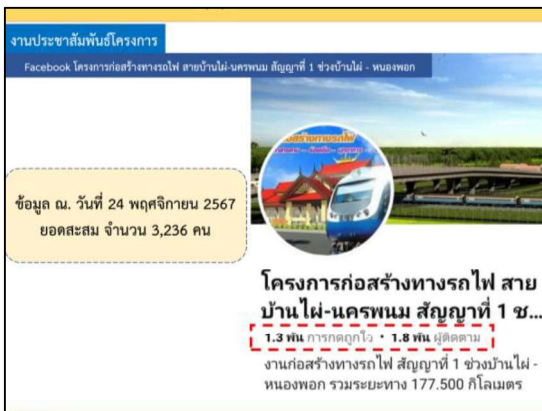 งานประชาสัมพันธ์โครงการ
Facebook โครงการก่อสร้างทางรถไฟ สายบ้านไผ่-นครพนม สัญญาที่ 1 ช่วงบ้านไผ่ - หนองพอก
ข้อมูล ณ. วันที่ 24 พฤศจิกายน 2567
ยอดสะสม จำนวน 3,236 คน
โครงการก่อสร้างทางรถไฟ สาย
บ้านไผ่-นครพนม สัญญาที่ 1 ช...
1.3 พัน การกดถูกใจ • 1.8 พัน ผู้ติดตาม
งานก่อสร้างทางรถไฟ สัญญาที่ 1 ช่วงบ้านไผ่ -
หนองพอก รวมระยะทาง 177.500 กิโลเมตร